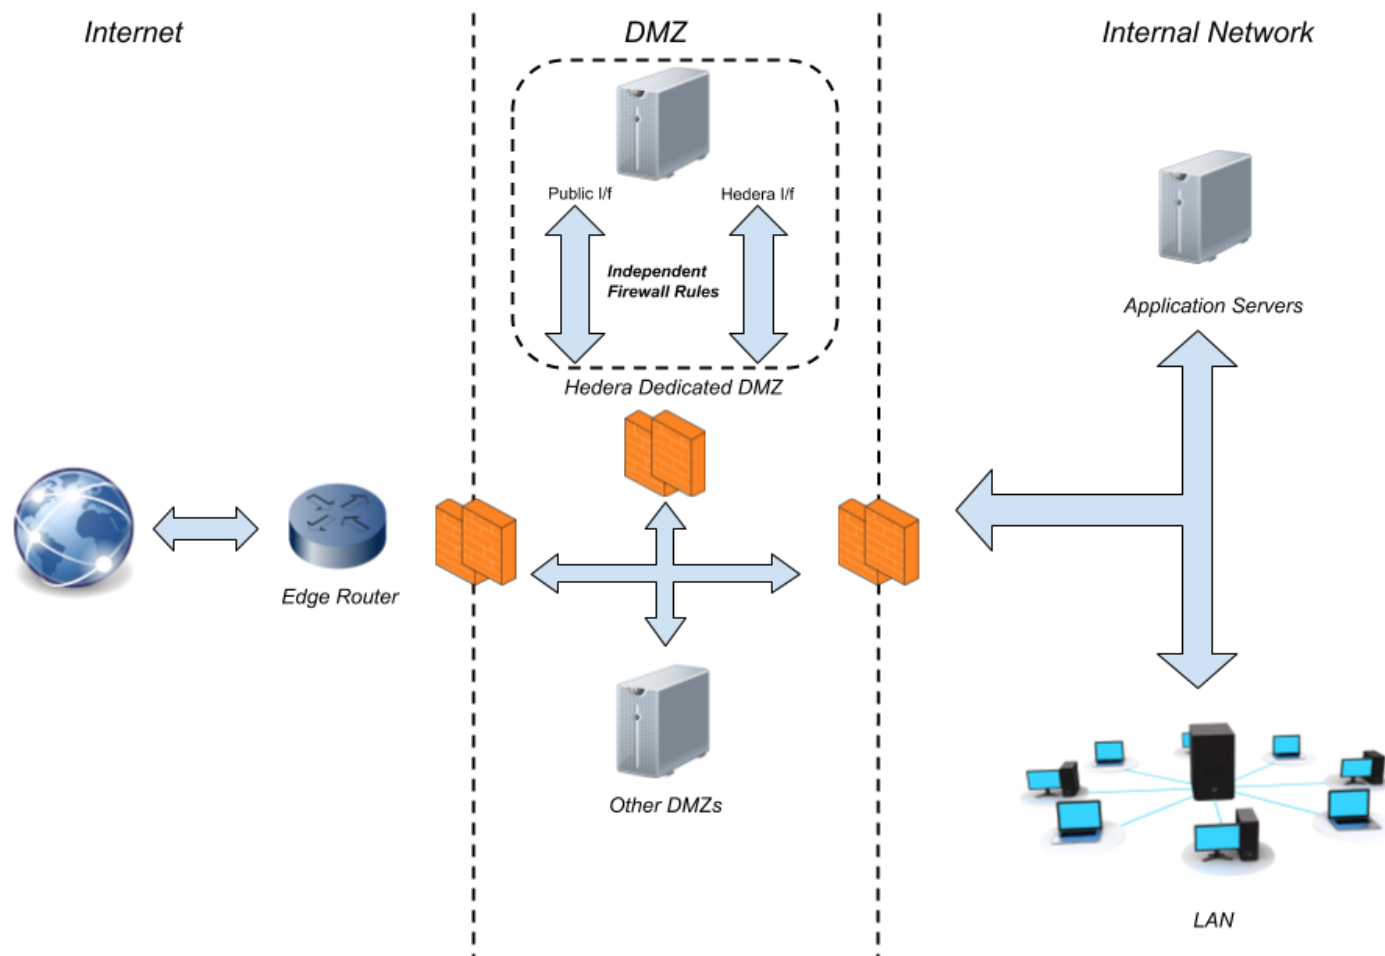 Internet
DMZ
Internal Network
Public I/f
Hedera I/f
Independent
Firewall Rules
Application Servers
Hedera Dedicated DMZ
Edge Router
Other DMZs
LAN